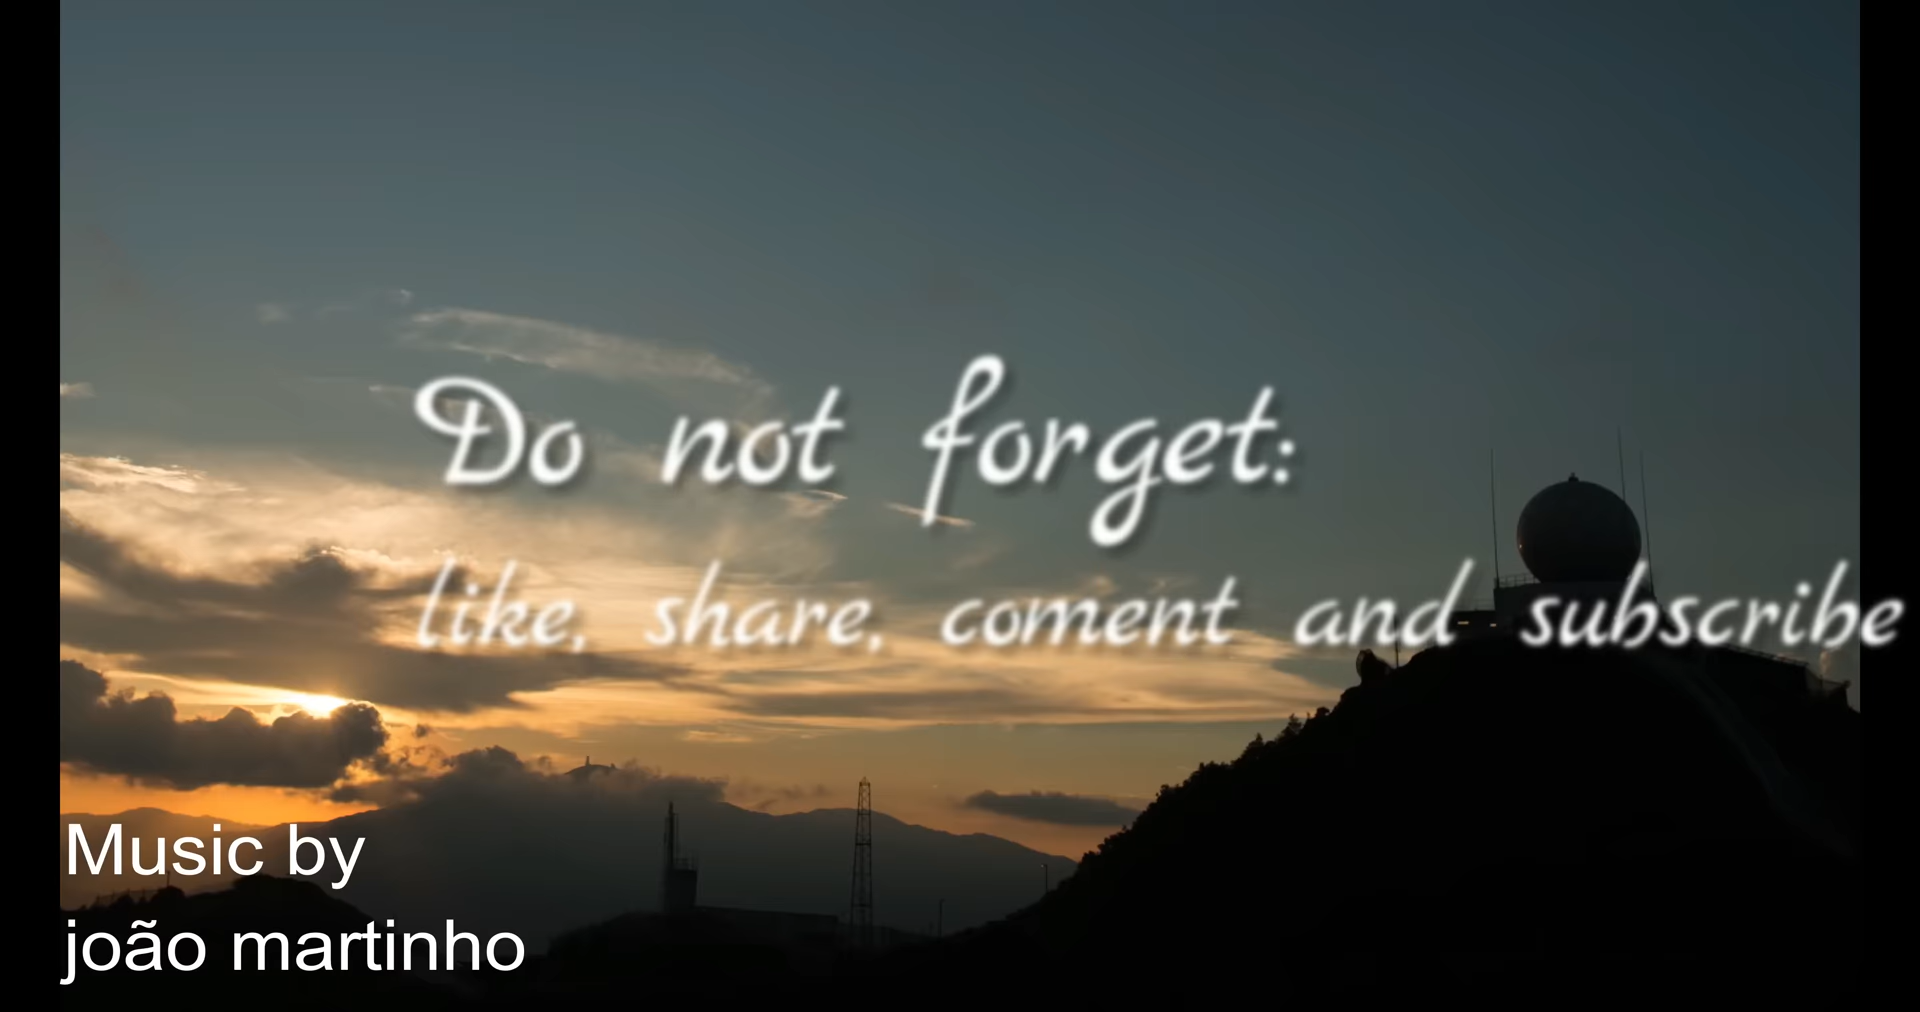 Do not forget:
like, share, coment and subscribe
Music by
joão martinho